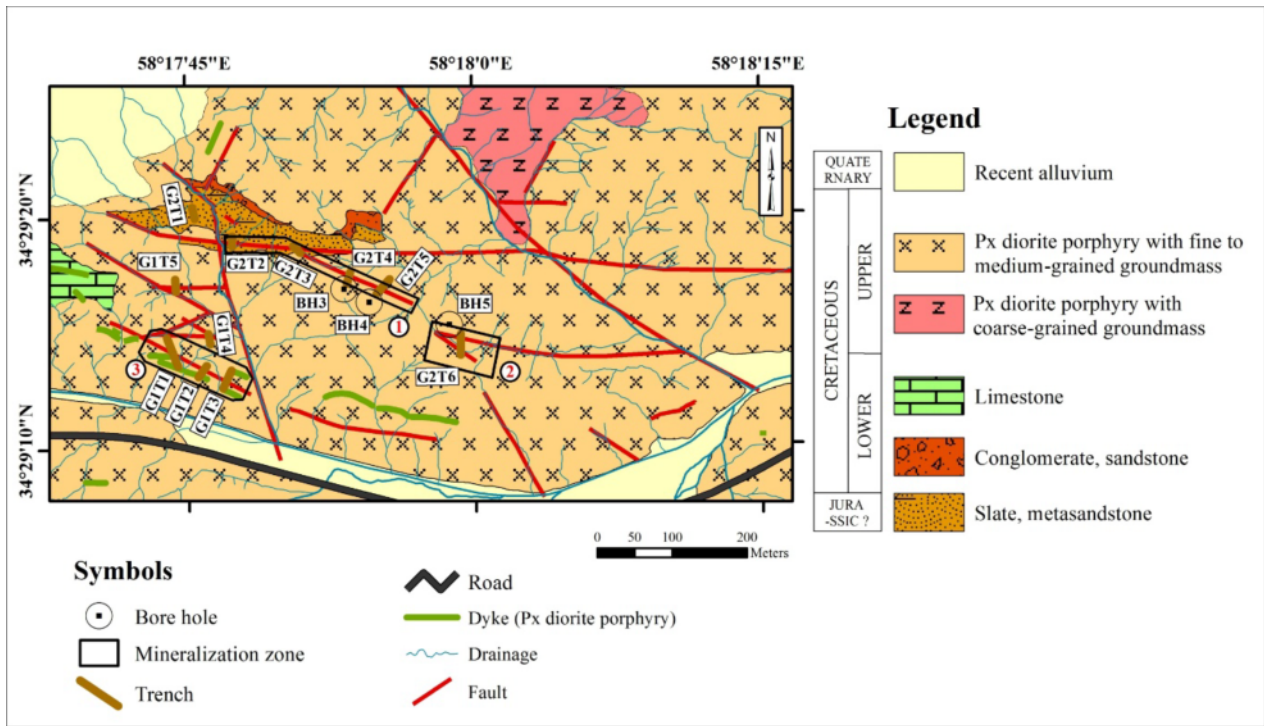 58°17'45"E
58°18'0"E
58°18'15"E
34°29'20"N
34°29'10"N
N
G2T1
G1T5
G2T2
G2T3
G2T4
G2T5
BH3
BH4
BH5
1
G1T4
3
2
G2T6
G1T1
G1T2
G1T3
0 50 100 200
Meters
Legend
QUATE
RNARY
CRETACEOUS
UPPER
LOWER
JURA
-SSIC ?
Recent alluvium
Px diorite porphyry with fine to
medium-grained groundmass
Px diorite porphyry with
coarse-grained groundmass
Limestone
Conglomerate, sandstone
Slate, metasandstone
Symbols
Bore hole
Mineralization zone
Trench
Road
Dyke (Px diorite porphyry)
Drainage
Fault